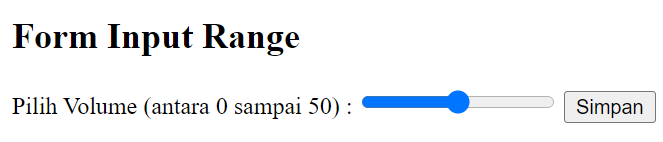 Form Input Range
Pilih Volume (antara 0 sampai 50) : Simpan